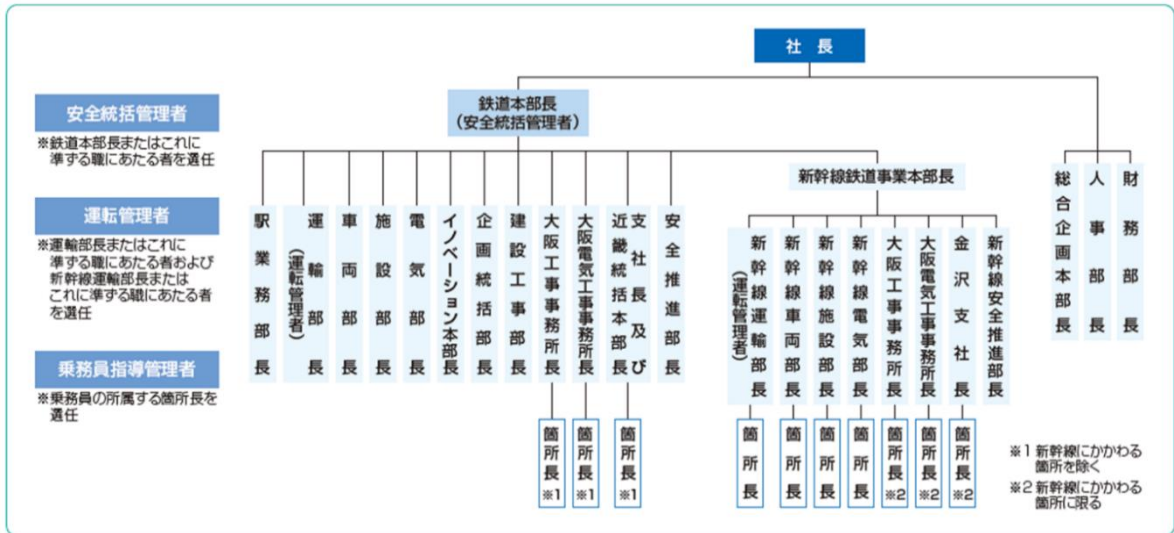 社長
鉄道本部長
(安全統括管理者)
安全統括管理者
※鉄道本部長またはこれに
準ずる職にあたる者を選任
運転管理者
※運輸部長またはこれに
準ずる職にあたる者および
新幹線運輸部長または
これに準ずる職にあたる者
を選任
乗務員指導管理者
※乗務員の所属する箇所長を
選任
駅業務部長
運輸部長
(運転管理者)
車両部長
施設部長
電気部長
イノベーション本部長
企画統括部長
建設工事部長
大阪工事事務所長
大阪電気工事事務所長
支社長及び
近畿統括本部長
安全推進部長
箇所長※1
箇所長※1
箇所長※1
新幹線鉄道事業本部長
新幹線運輸部長
(運転管理者)
新幹線車両部長
新幹線施設部長
新幹線電気部長
大阪工事事務所長
大阪電気工事事務所長
金沢支社長
新幹線安全推進部長
箇所長
箇所長
箇所長
箇所長
箇所長※2
箇所長※2
箇所長※2
総合企画本部長
人事部長
財務部長
※1 新幹線にかかわる
箇所を除く
※2 新幹線にかかわる
箇所に限る